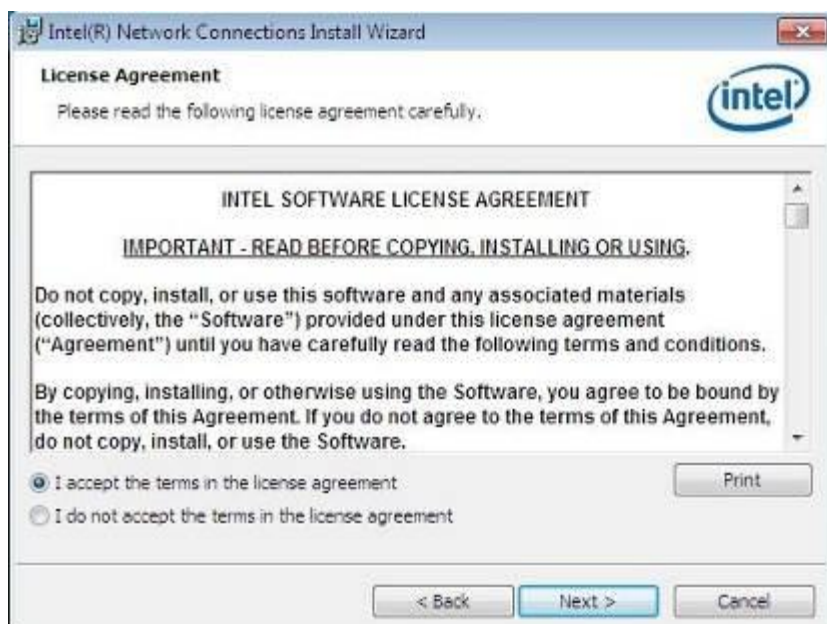 Intel(R) Network Connections Install Wizard
License Agreement
Please read the following license agreement carefully.
intel
INTEL SOFTWARE LICENSE AGREEMENT
IMPORTANT - READ BEFORE COPYING, INSTALLING OR USING.
Do not copy, install, or use this software and any associated materials
(collectively, the “Software”) provided under this license agreement
(“Agreement”) until you have carefully read the following terms and conditions.
By copying, installing, or otherwise using the Software, you agree to be bound by
the terms of this Agreement. If you do not agree to the terms of this Agreement,
do not copy, install, or use the Software.
I accept the terms in the license agreement
Print
I do not accept the terms in the license agreement
< Back
Next >
Cancel